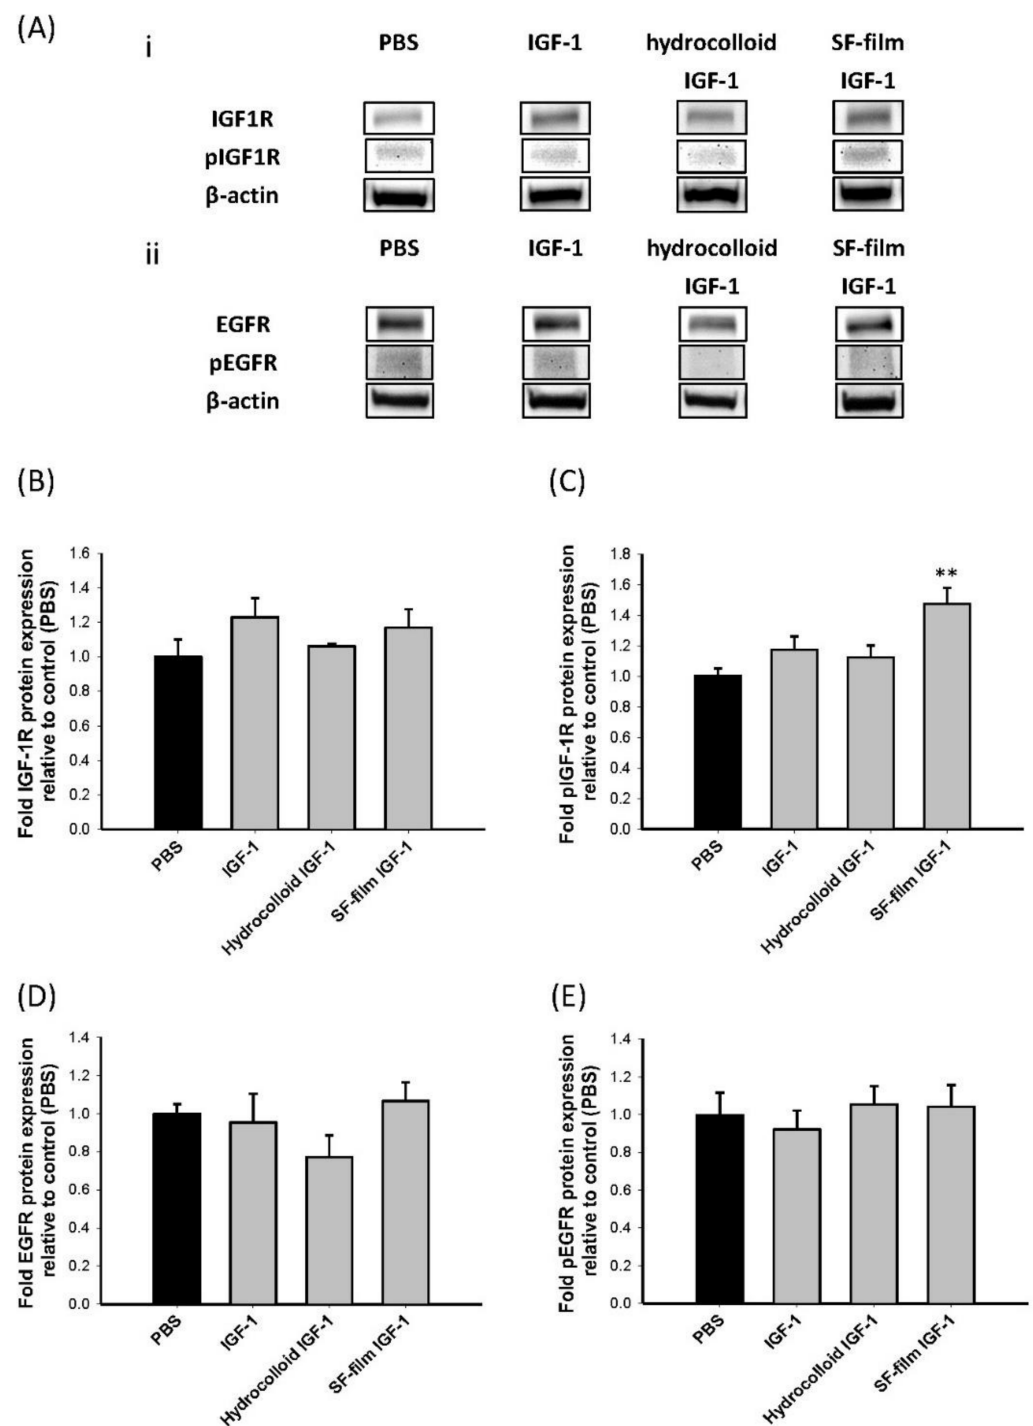 (A)
i
PBS IGF-1 hydrocolloid SF-film
IGF-1 IGF-1
IGF1R
pIGF1R
β-actin
ii
PBS IGF-1 hydrocolloid SF-film
IGF-1 IGF-1
EGFR
pEGFR
β-actin
(B)
Fold IGF-1R protein expression
relative to control (PBS)
1.6
1.4
1.2
1.0
0.8
0.6
0.4
0.2
0.0
PBS
IGF-1
Hydrocolloid IGF-1
SF-film IGF-1
(C)
Fold pIGF-1R protein expression
relative to control (PBS)
1.8
1.6
1.4
1.2
1.0
0.8
0.6
0.4
0.2
0.0
**
PBS
IGF-1
Hydrocolloid IGF-1
SF-film IGF-1
(D)
Fold EGFR protein expression
relative to control (PBS)
1.4
1.2
1.0
0.8
0.6
0.4
0.2
0.0
PBS
IGF-1
Hydrocolloid IGF-1
SF-film IGF-1
(E)
Fold pEGFR protein expression
relative to control (PBS)
1.4
1.2
1.0
0.8
0.6
0.4
0.2
0.0
PBS
IGF-1
Hydrocolloid IGF-1
SF-film IGF-1